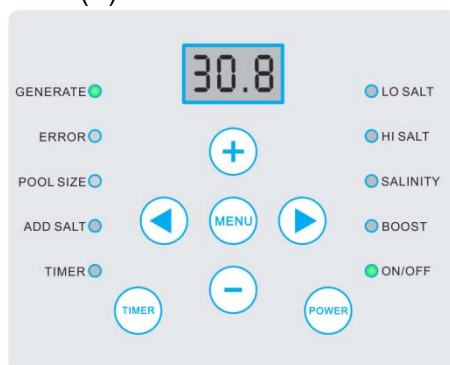 30.8
GENERATE
LO SALT
ERROR
HI SALT
+
POOL SIZE
SALINITY
MENU
ADD SALT
BOOST
TIMER
ON/OFF
-
TIMER
POWER